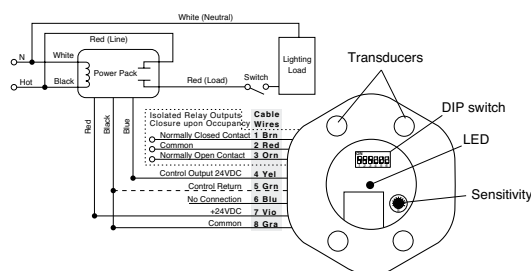 White (Neutral)
Red (Line)
N
White
Hot
Black
Power Pack
Red (Load)
Switch
Lighting
Load
Transducers
DIP switch
LED
Sensitivity
Red
Black
Blue
Isolated Relay Outputs
Closure upon Occupancy
Cable
Wires
Normally Closed Contact 1 Brn
Common 2 Red
Normally Open Contact 3 Orn
Control Output 24VDC 4 Yel
Control Return 5 Grn
No Connection 6 Blu
+24VDC 7 Vio
Common 8 Gra